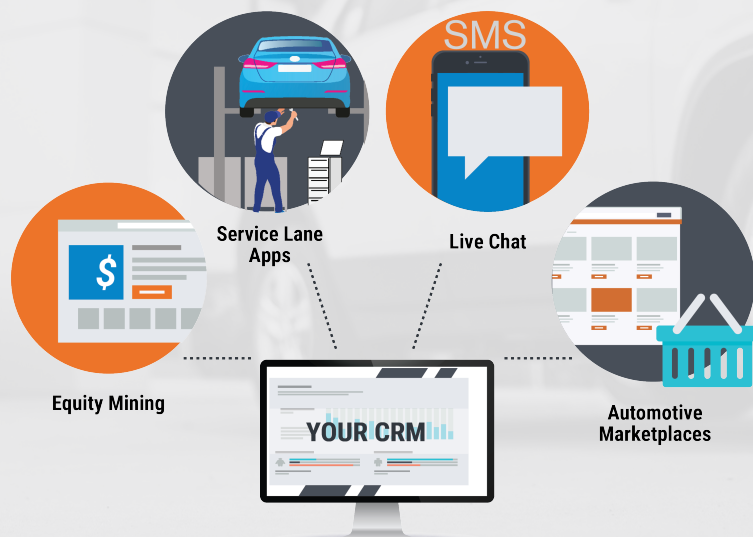 SMS
Service Lane
Apps
Live Chat
$
Equity Mining
Automotive
Marketplaces
YOUR CRM